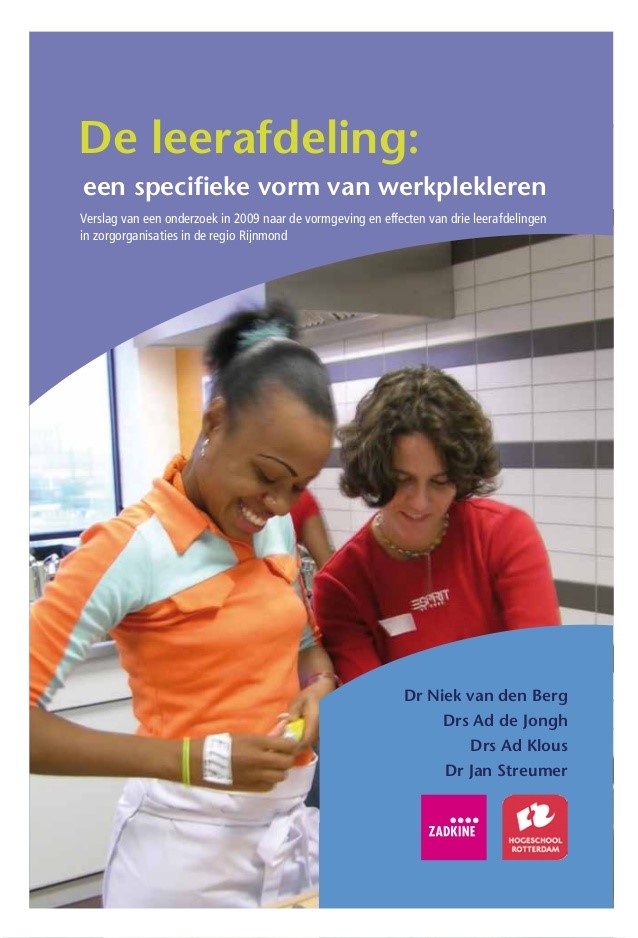 De leerafdeling:
een specifieke vorm van werkplekleren
Verslag van een onderzoek in 2009 naar de vormgeving en effecten van drie leerafdelingen
in zorgorganisaties in de regio Rijnmond
ESPRIT
Dr Niek van den Berg
Drs Ad de Jongh
Drs Ad Klous
Dr Jan Streumer
ZADKINE
HOGESCHOOL
ROTTERDAM